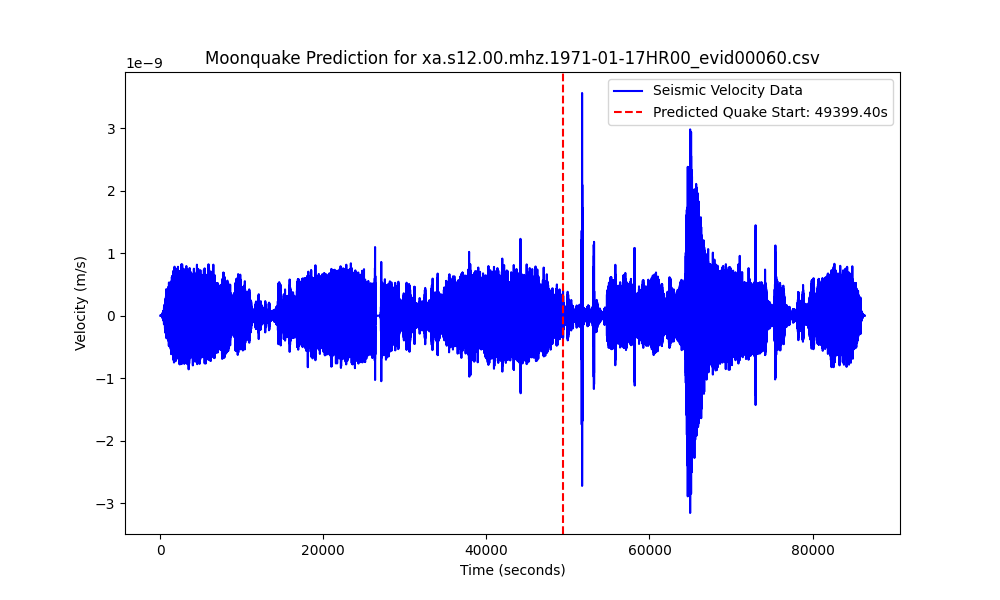 Moonquake Prediction for xa.s12.00.mhz.1971-01-17HR00_evid00060.csv
1e−9
Seismic Velocity Data
Predicted Quake Start: 49399.40s
3
2
1
0
−1
−2
−3
Velocity (m/s)
0 20000 40000 60000 80000
Time (seconds)